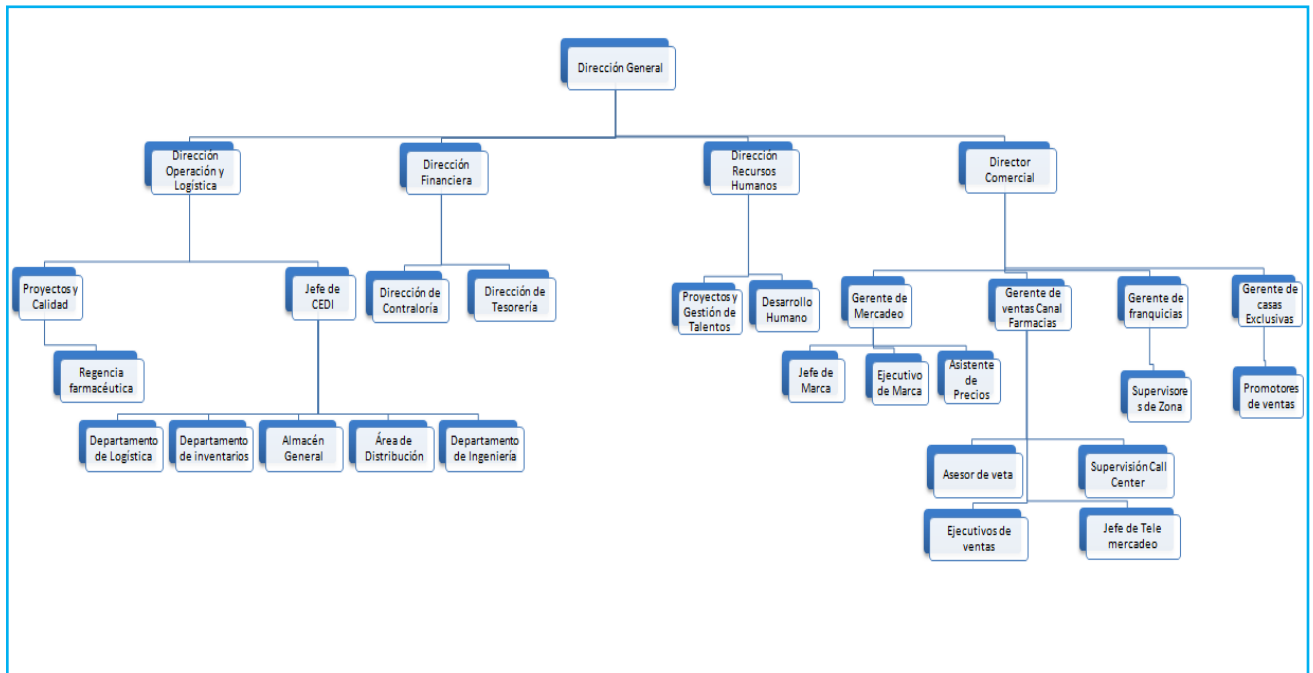 Dirección General
Dirección
Operación y
Logística
Dirección
Financiera
Dirección
Recursos
Humanos
Director
Comercial
Proyectos y
Calidad
Jefe de
CEDI
Dirección de
Contraloría
Dirección de
Tesorería
Proyectos y
Gestión de
Talentos
Desarrollo
Humano
Gerente de
Mercadeo
Gerente de
ventas Canal
Farmacias
Gerente de
franquicias
Gerente de
casas
Exclusivas
Regencia
farmacéutica
Jefe de
Marca
Ejecutivo
de Marca
Asistente
de
Precios
Supervisore
s de Zona
Promotores
de ventas
Departamento
de Logística
Departamento
de inventarios
Almacén
General
Área de
Distribución
Departamento
de Ingeniería
Asesor de veta
Supervisión Call
Center
Ejecutivos de
ventas
Jefe de Tele
mercadeo